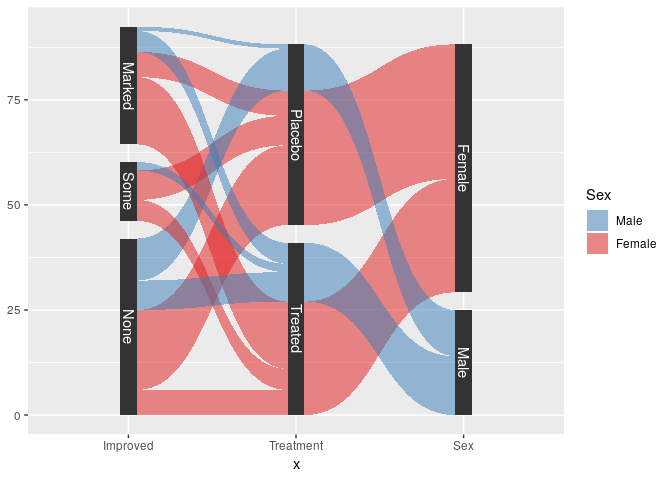 75
50
25
0
Marked
Some
None
Placebo
Treated
Female
Male
Improved
Treatment
Sex
x
Sex
Male
Female